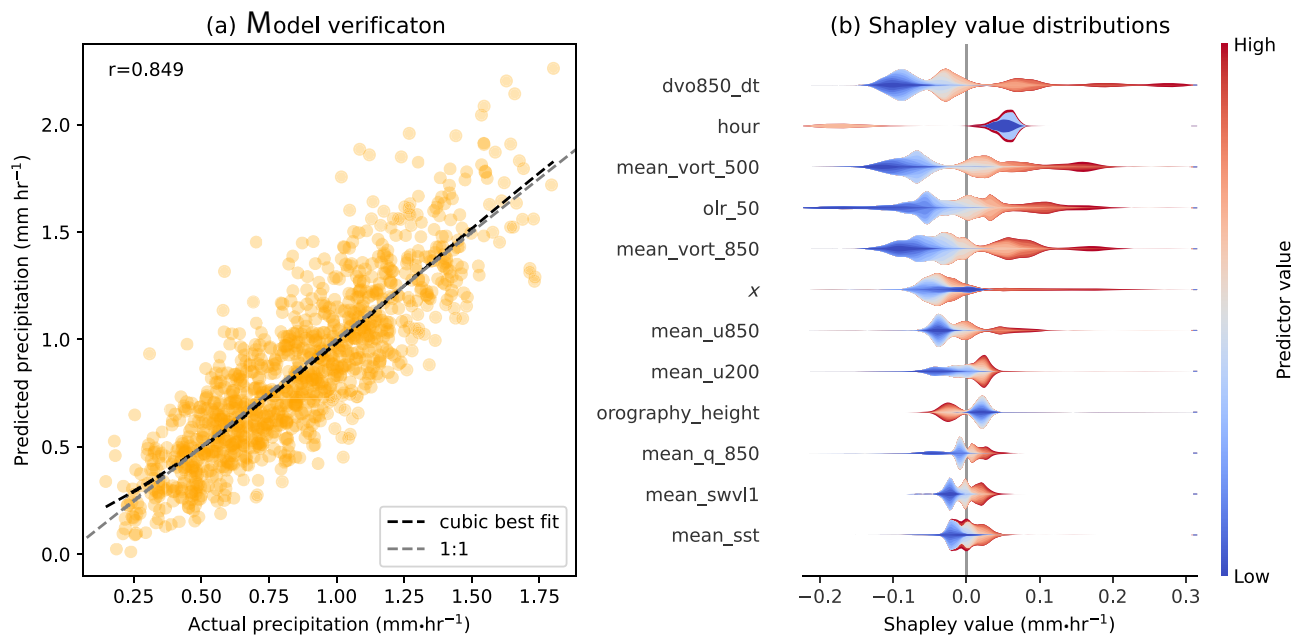 (a) Model verificaton
r=0.849
Predicted precipitation (mm hr⁻¹)
2.0
1.5
1.0
0.5
0.0
cubic best fit
1:1
0.25 0.50 0.75 1.00 1.25 1.50 1.75
Actual precipitation (mm·hr⁻¹)
(b) Shapley value distributions
dvo850_dt
hour
mean_vort_500
olr_50
mean_vort_850
x
mean_u850
mean_u200
orography_height
mean_q_850
mean_swvl1
mean_sst
−0.2 −0.1 0.0 0.1 0.2 0.3
Shapley value (mm·hr⁻¹)
High
Predictor value
Low